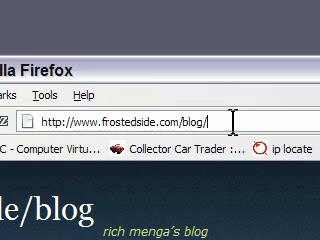 lla Firefox
arks Tools Help
http://www.frostedside.com/blog/
C - Computer Virtu... Collector Car Trader :... ip locate
le/blog
rich menga's blog